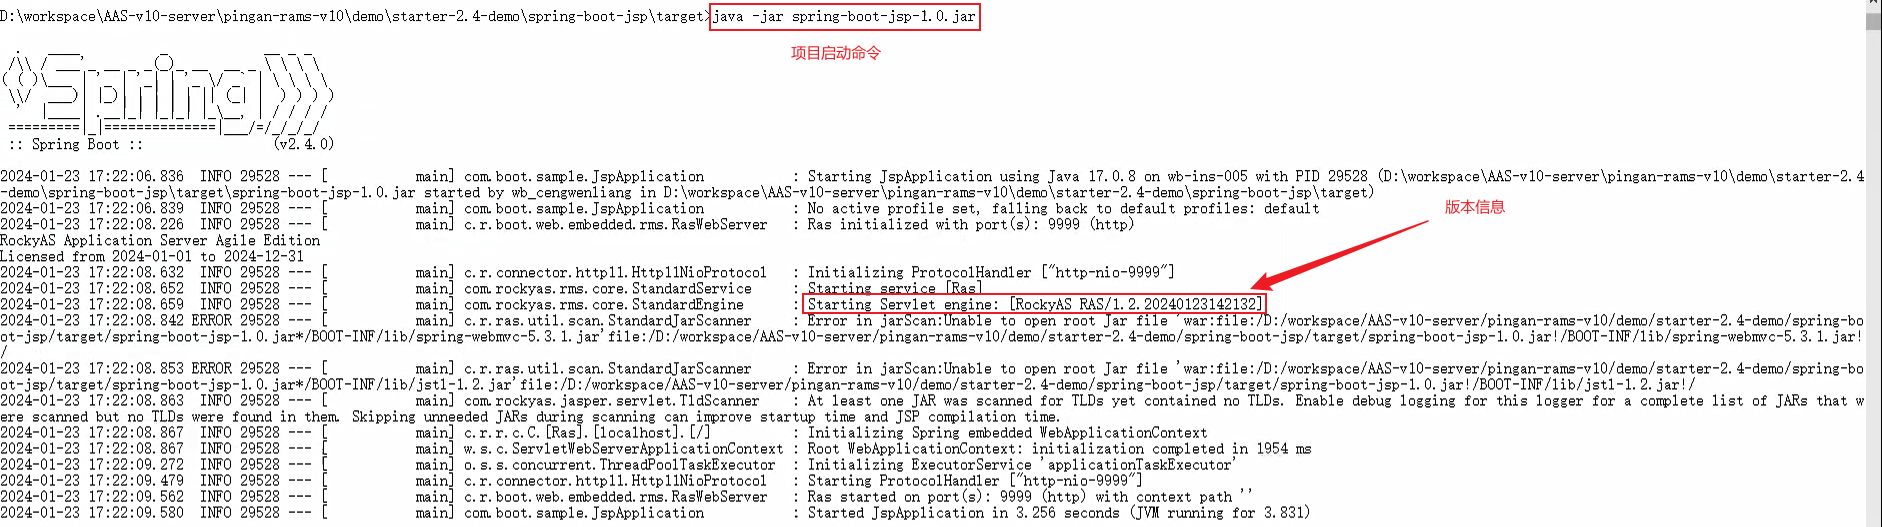 D:\workspace\AAS-v10-server\pingan-rams-v10\demo\starter-2.4-demo\spring-boot-jsp\target>java -jar spring-boot-jsp-1.0.jar
项目启动命令
:: Spring Boot ::                (v2.4.0)
2024-01-23 17:22:06.836  INFO 29528 --- [           main] com.boot.sample.JspApplication           : Starting JspApplication using Java 17.0.8 on wb-ins-005 with PID 29528 (D:\workspace\AAS-v10-server\pingan-rams-v10\demo\starter-2.4
-demo\spring-boot-jsp\target\spring-boot-jsp-1.0.jar started by wb_cengwenliang in D:\workspace\AAS-v10-server\pingan-rams-v10\demo\starter-2.4-demo\spring-boot-jsp\target)
2024-01-23 17:22:06.839  INFO 29528 --- [           main] com.boot.sample.JspApplication           : No active profile set, falling back to default profiles: default
版本信息
2024-01-23 17:22:08.226  INFO 29528 --- [           main] c.r.boot.web.embedded.rms.RasWebServer   : Ras initialized with port(s): 9999 (http)
RockyAS Application Server Agile Edition
Licensed from 2024-01-01 to 2024-12-31
2024-01-23 17:22:08.632  INFO 29528 --- [           main] c.r.connector.http11.Http11NioProtocol   : Initializing ProtocolHandler ["http-nio-9999"]
2024-01-23 17:22:08.652  INFO 29528 --- [           main] com.rockyas.rms.core.StandardService     : Starting service [Ras]
2024-01-23 17:22:08.659  INFO 29528 --- [           main] com.rockyas.rms.core.StandardEngine      : Starting Servlet engine: [RockyAS RAS/1.2.20240123142132]
2024-01-23 17:22:08.842 ERROR 29528 --- [           main] c.r.ras.util.scan.StandardJarScanner     : Error in jarScan:Unable to open root Jar file 'war:file:/D:/workspace/AAS-v10-server/pingan-rams-v10/demo/starter-2.4-demo/spring-bo
ot-jsp/target/spring-boot-jsp-1.0.jar*/BOOT-INF/lib/spring-webmvc-5.3.1.jar'file:/D:/workspace/AAS-v10-server/pingan-rams-v10/demo/starter-2.4-demo/spring-boot-jsp/target/spring-boot-jsp-1.0.jar!/BOOT-INF/lib/spring-webmvc-5.3.1.jar!
/
2024-01-23 17:22:08.853 ERROR 29528 --- [           main] c.r.ras.util.scan.StandardJarScanner     : Error in jarScan:Unable to open root Jar file 'war:file:/D:/workspace/AAS-v10-server/pingan-rams-v10/demo/starter-2.4-demo/spring-bo
ot-jsp/target/spring-boot-jsp-1.0.jar*/BOOT-INF/lib/jstl-1.2.jar'file:/D:/workspace/AAS-v10-server/pingan-rams-v10/demo/starter-2.4-demo/spring-boot-jsp/target/spring-boot-jsp-1.0.jar!/BOOT-INF/lib/jstl-1.2.jar!/
2024-01-23 17:22:08.863  INFO 29528 --- [           main] com.rockyas.jasper.servlet.TldScanner    : At least one JAR was scanned for TLDs yet contained no TLDs. Enable debug logging for this logger for a complete list of JARs that w
ere scanned but no TLDs were found in them. Skipping unneeded JARs during scanning can improve startup time and JSP compilation time.
2024-01-23 17:22:08.867  INFO 29528 --- [           main] c.r.r.c.C.[Ras].[localhost].[/]          : Initializing Spring embedded WebApplicationContext
2024-01-23 17:22:08.867  INFO 29528 --- [           main] w.s.c.ServletWebServerApplicationContext : Root WebApplicationContext: initialization completed in 1954 ms
2024-01-23 17:22:09.272  INFO 29528 --- [           main] o.s.s.concurrent.ThreadPoolTaskExecutor  : Initializing ExecutorService 'applicationTaskExecutor'
2024-01-23 17:22:09.479  INFO 29528 --- [           main] c.r.connector.http11.Http11NioProtocol   : Starting ProtocolHandler ["http-nio-9999"]
2024-01-23 17:22:09.562  INFO 29528 --- [           main] c.r.boot.web.embedded.rms.RasWebServer   : Ras started on port(s): 9999 (http) with context path ''
2024-01-23 17:22:09.580  INFO 29528 --- [           main] com.boot.sample.JspApplication           : Started JspApplication in 3.256 seconds (JVM running for 3.831)